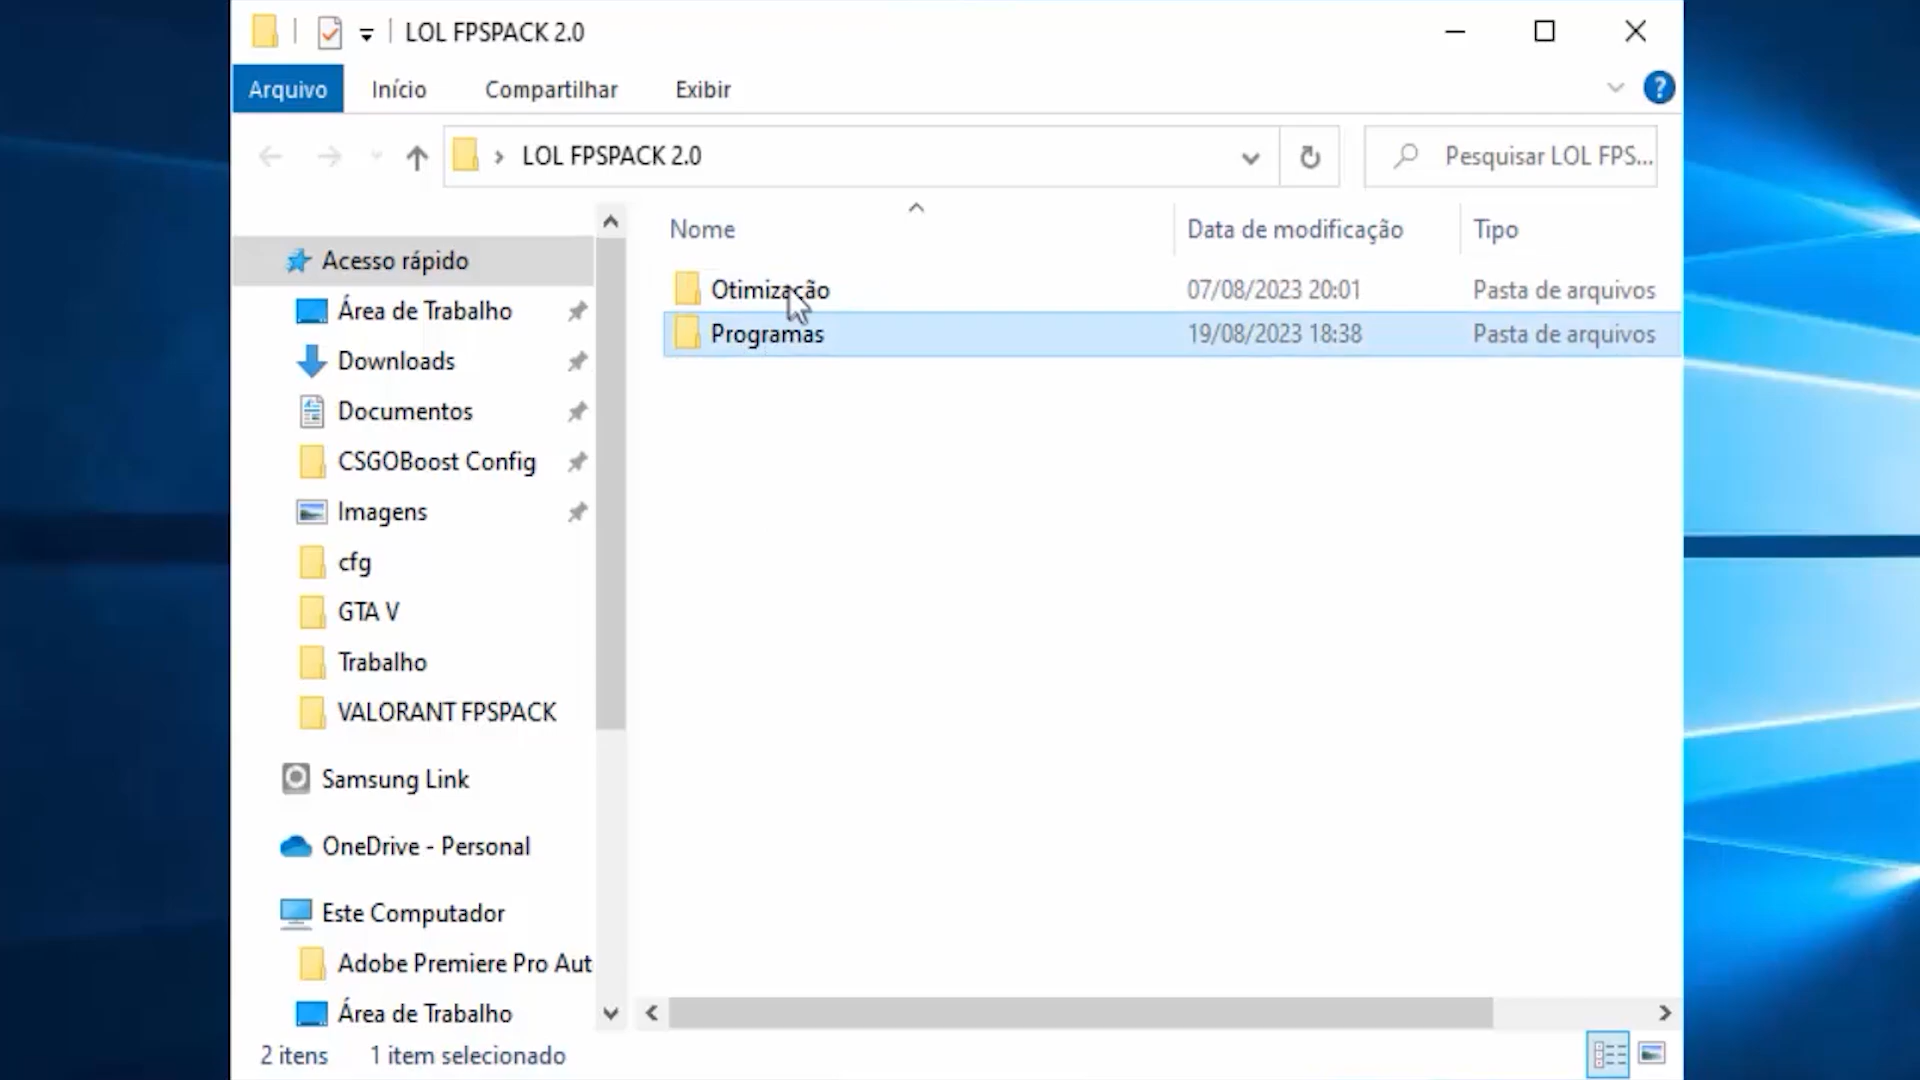 LOL FPSPACK 2.0
Arquivo Início Compartilhar Exibir
LOL FPSPACK 2.0 Pesquisar LOL FPS...
Nome Data de modificação Tipo
Otimização 07/08/2023 20:01 Pasta de arquivos
Programas 19/08/2023 18:38 Pasta de arquivos
Acesso rápido
Área de Trabalho
Downloads
Documentos
CSGOBoost Config
Imagens
cfg
GTA V
Trabalho
VALORANT FPSPACK
Samsung Link
OneDrive - Personal
Este Computador
Adobe Premiere Pro Aut
Área de Trabalho
2 itens 1 item selecionado